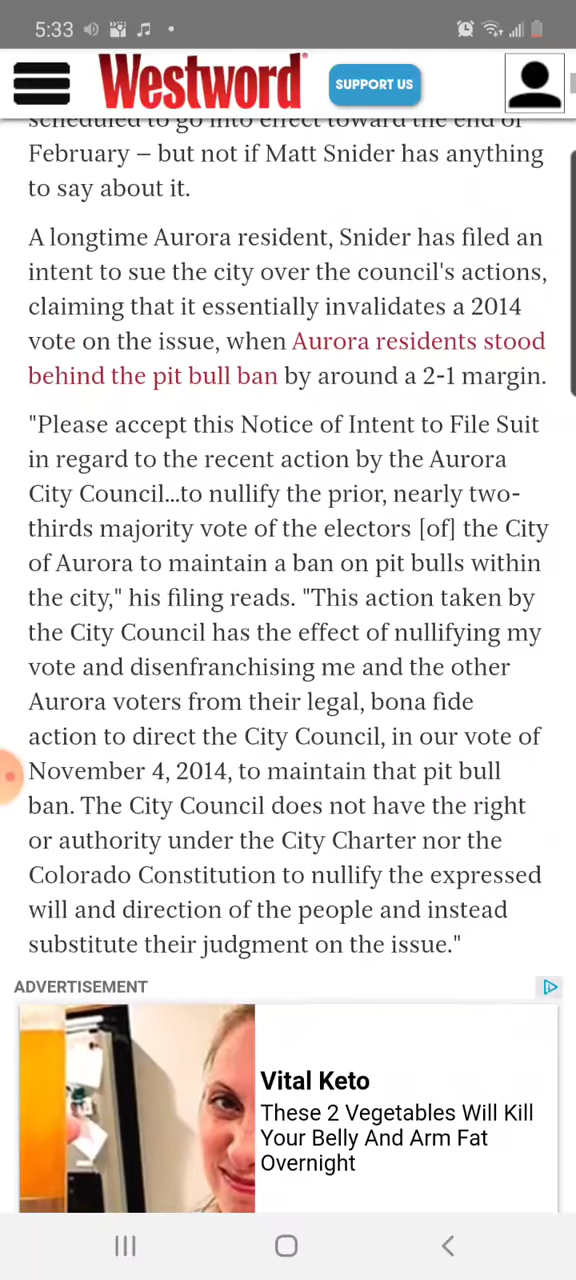 5:33
Westword
SUPPORT US
scheduled to go into effect toward the end of
February – but not if Matt Snider has anything
to say about it.
A longtime Aurora resident, Snider has filed an
intent to sue the city over the council's actions,
claiming that it essentially invalidates a 2014
vote on the issue, when Aurora residents stood
behind the pit bull ban by around a 2-1 margin.
"Please accept this Notice of Intent to File Suit
in regard to the recent action by the Aurora
City Council...to nullify the prior, nearly two-
thirds majority vote of the electors [of] the City
of Aurora to maintain a ban on pit bulls within
the city," his filing reads. "This action taken by
the City Council has the effect of nullifying my
vote and disenfranchising me and the other
Aurora voters from their legal, bona fide
action to direct the City Council, in our vote of
November 4, 2014, to maintain that pit bull
ban. The City Council does not have the right
or authority under the City Charter nor the
Colorado Constitution to nullify the expressed
will and direction of the people and instead
substitute their judgment on the issue."
ADVERTISEMENT
Vital Keto
These 2 Vegetables Will Kill
Your Belly And Arm Fat
Overnight